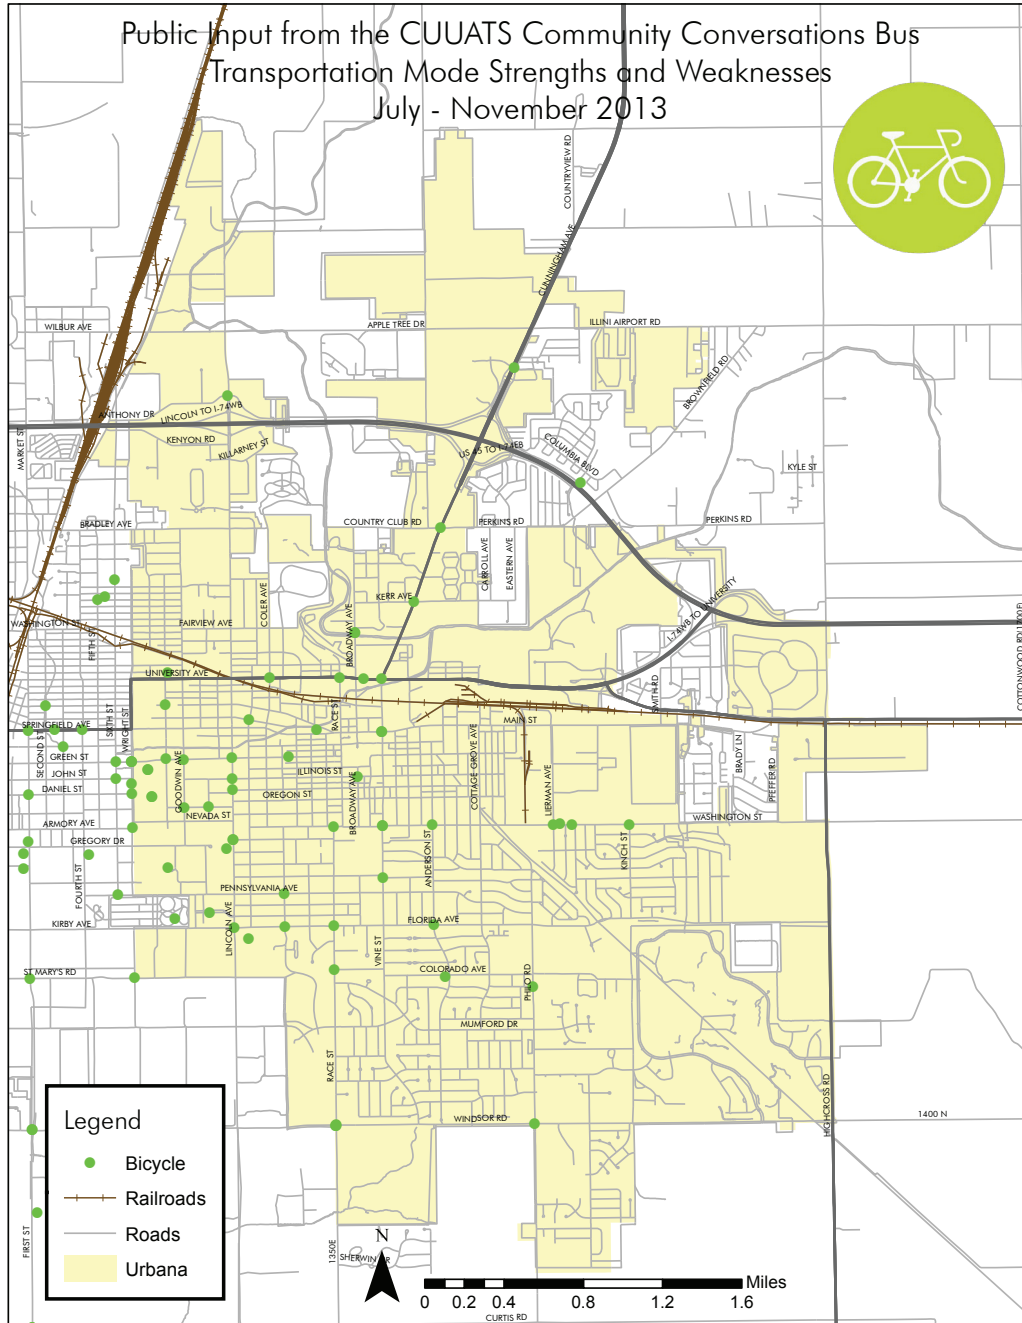 Public Input from the CUUATS Community Conversations Bus
Transportation Mode Strengths and Weaknesses
July - November 2013
COUNTRYVIEW RD
CUNNINGHAM AVE
WILBUR AVE
APPLE TREE DR
ILLINI AIRPORT RD
BROWNFIELD RD
ANTHONY DR
LINCOLN TO I-74WB
KENYON RD
KILLARNEY ST
MARKET ST
US 45 TO I-74EB
COLUMBIA BLVD
KYLE ST
BRADLEY AVE
COUNTRY CLUB RD
PERKINS RD
PERKINS RD
CARROLL AVE
EASTERN AVE
COLER AVE
KERR AVE
I-74WB TO UNIVERSITY
WASHINGTON ST
FIFTH ST
FAIRVIEW AVE
BROADWAY AVE
UNIVERSITY AVE
SMITH RD
COTTONWOOD RD
1700E
SPRINGFIELD AVE
SIXTH ST
WRIGHT ST
RACE ST
MAIN ST
SECOND ST
GREEN ST
JOHN ST
DANIEL ST
GOODWIN AVE
ILLINOIS ST
OREGON ST
NEVADA ST
BROADWAY AVE
COTTAGE GROVE AVE
LIERMAN AVE
BRADY LN
PFEFFER RD
WASHINGTON ST
ARMORY AVE
GREGORY DR
FOURTH ST
ANDERSON ST
KINCH ST
PENNSYLVANIA AVE
KIRBY AVE
LINCOLN AVE
FLORIDA AVE
VINE ST
ST MARY'S RD
COLORADO AVE
PHILO RD
MUMFORD DR
RACE ST
WINDSOR RD
HIGHCROSS RD
1400 N
Legend
Bicycle
Railroads
Roads
Urbana
FIRST ST
1350E
SHERWIN DR
N
0 0.2 0.4 0.8 1.2 1.6 Miles
CURTIS RD